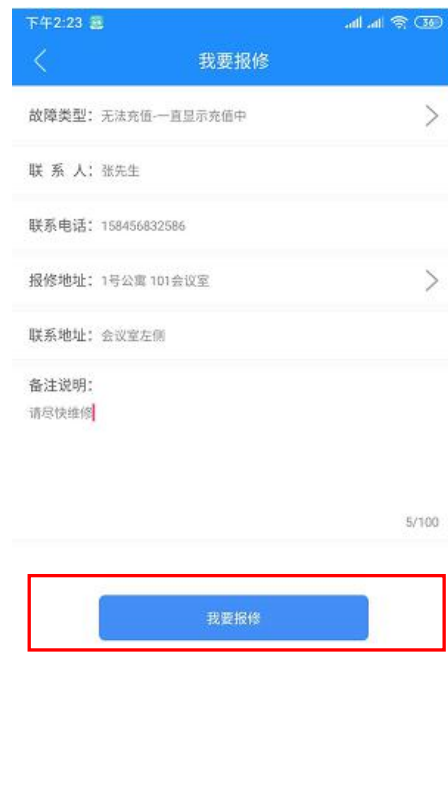 下午2:23
36
我要报修
故障类型：无法充值-一直显示充值中
联 系 人：张先生
联系电话：158456832586
报修地址：1号公寓 101会议室
联系地址：会议室左侧
备注说明：
请尽快维修
5/100
我要报修